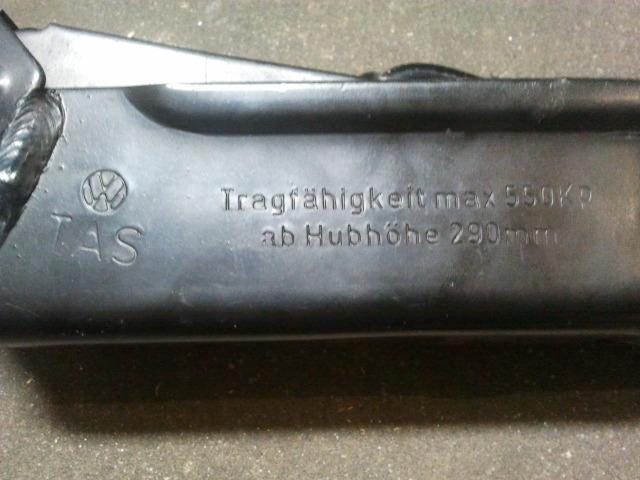 VW
TAS
Tragfähigkeit max 550KP
ab Hubhöhe 290mm